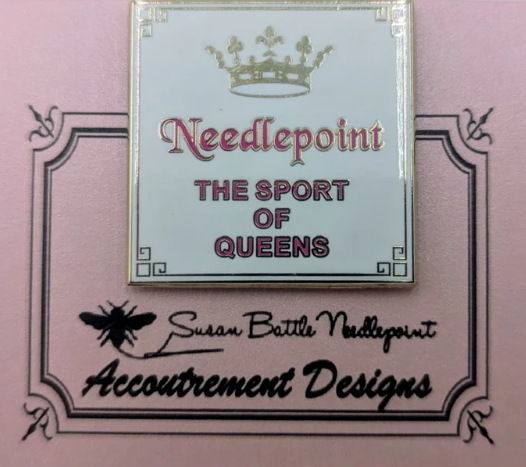 Needlepoint
THE SPORT
OF
QUEENS
Susan Battle Needlepoint
Accoutrement Designs